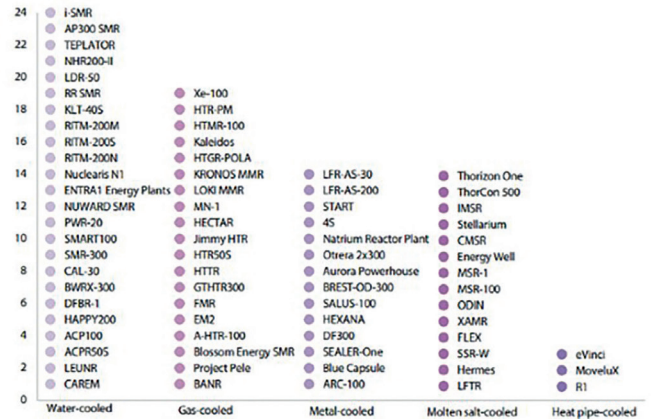 24
22
20
18
16
14
12
10
8
6
4
2
0
i-SMR
AP300 SMR
TEPLATOR
NHR200-II
LDR-50
RR SMR
KLT-40S
RITM-200M
RITM-200S
RITM-200N
Nuclearis N1
ENTRA1 Energy Plants
NUWARD SMR
PWR-20
SMART100
SMR-300
CAL-30
BWRX-300
DFBR-1
HAPPY200
ACP100
ACPR50S
LEUNR
CAREM
Water-cooled
Xe-100
HTR-PM
HTMR-100
Kaleidos
HTGR-POLA
KRONOS MMR
LOKI MMR
MN-1
HECTAR
Jimmy HTR
HTR50S
HTTR
GTHTR300
FMR
EM2
A-HTR-100
Blossom Energy SMR
Project Pele
BANR
Gas-cooled
LFR-AS-30
LFR-AS-200
START
4S
Natrium Reactor Plant
Otrera 2x300
Aurora Powerhouse
BREST-OD-300
SALUS-100
HEXANA
DF300
SEALER-One
Blue Capsule
ARC-100
Metal-cooled
Thorizon One
ThorCon 500
IMSR
Stellarium
CMSR
Energy Well
MSR-1
MSR-100
ODIN
XAMR
FLEX
SSR-W
Hermes
LFTR
Molten salt-cooled
eVinci
MoveluX
R1
Heat pipe-cooled